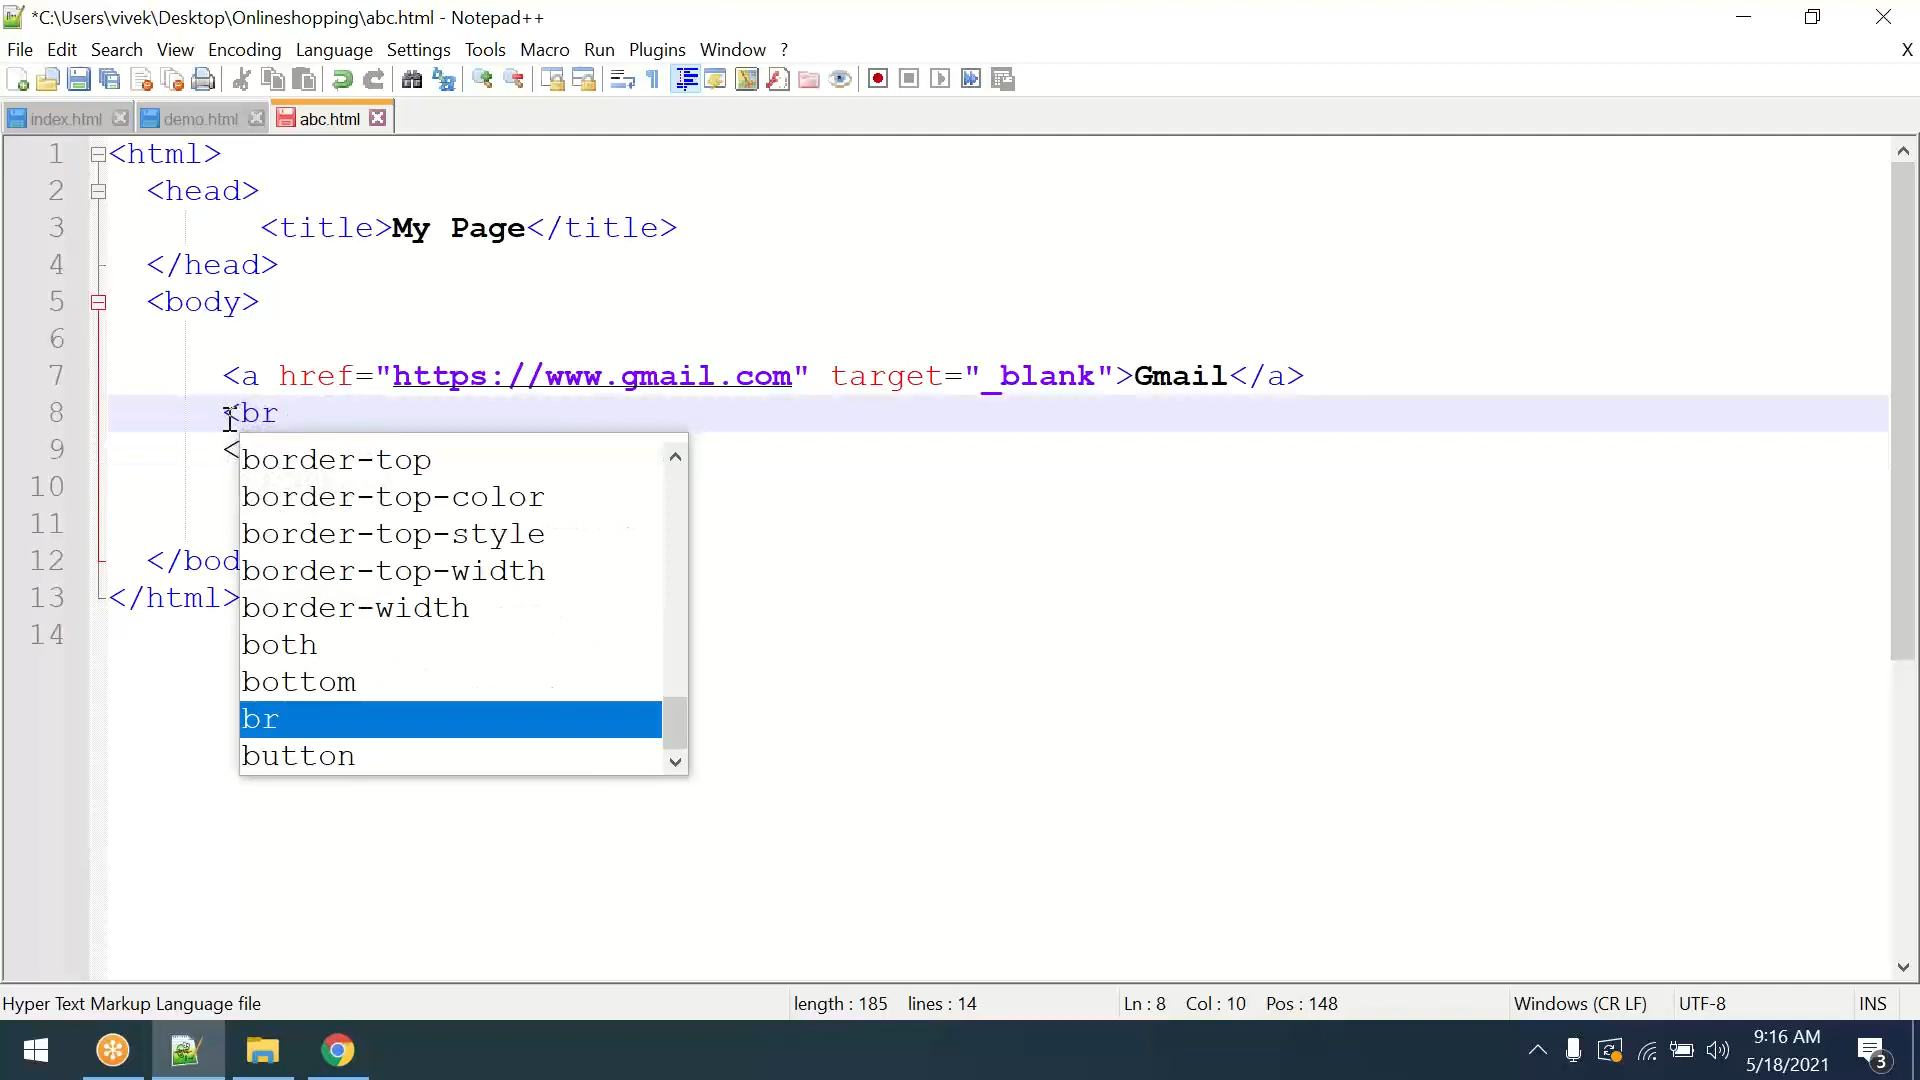 *C:\Users\vivek\Desktop\Onlineshopping\abc.html - Notepad++
File Edit Search View Encoding Language Settings Tools Macro Run Plugins Window ? X
index.html demo.html abc.html
1 <html>
2 <head>
3 <title>My Page</title>
4 </head>
5 <body>
6
7 <a href="https://www.gmail.com" target="_blank">Gmail</a>
8 <br
9 <
border-top
10
border-top-color
11
border-top-style
12 </bod
border-top-width
13 </html>
border-width
14
both
bottom
br
button
Hyper Text Markup Language file length : 185 lines : 14 Ln : 8 Col : 10 Pos : 148 Windows (CR LF) UTF-8 INS
9:16 AM
5/18/2021
3